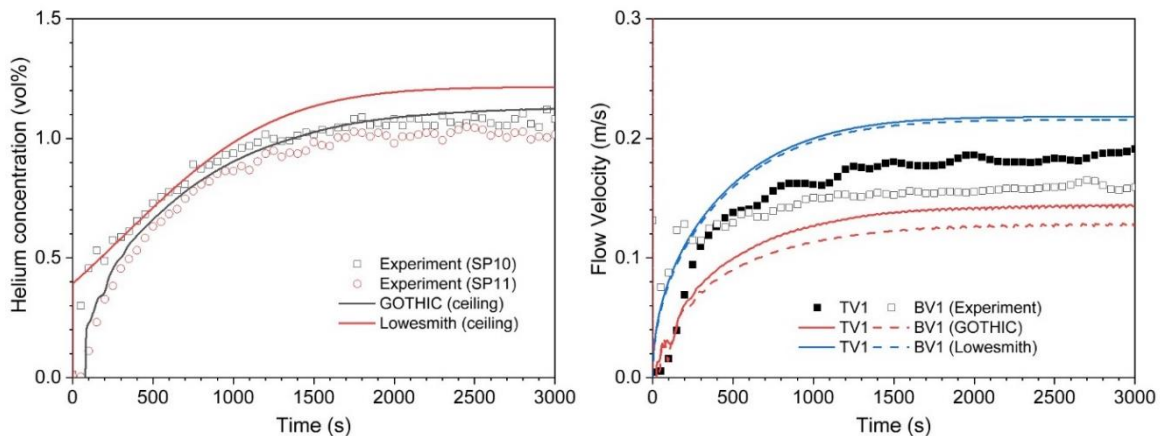 Helium concentration (vol%)
1.5
1.0
0.5
0.0
Experiment (SP10)
Experiment (SP11)
GOTHIC (ceiling)
Lowesmith (ceiling)
0 500 1000 1500 2000 2500 3000
Time (s)
Flow Velocity (m/s)
0.3
0.2
0.1
0.0
TV1 BV1 (Experiment)
TV1 BV1 (GOTHIC)
TV1 BV1 (Lowesmith)
0 500 1000 1500 2000 2500 3000
Time (s)